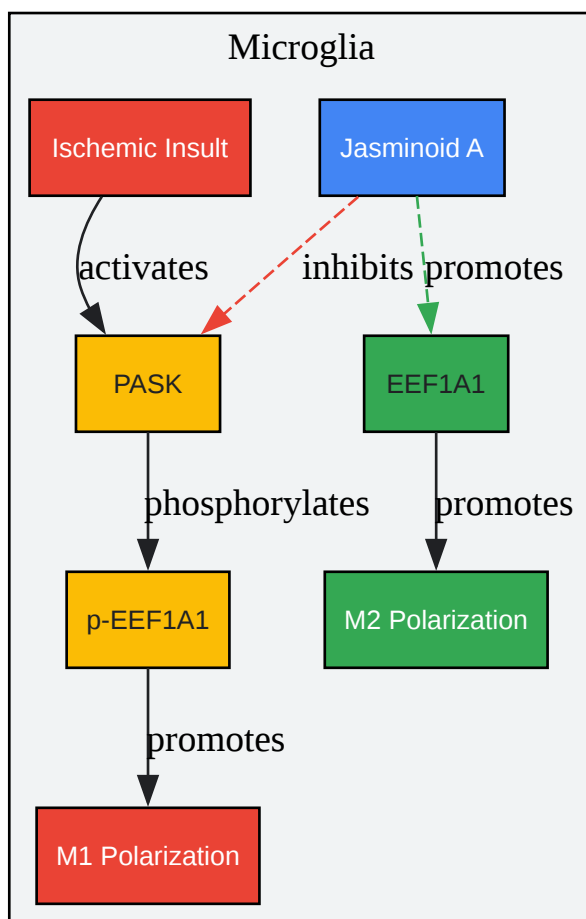 Microglia
Ischemic Insult
Jasminoid A
activates
inhibits
promotes
PASK
EEF1A1
phosphorylates
promotes
p-EEF1A1
M2 Polarization
promotes
M1 Polarization